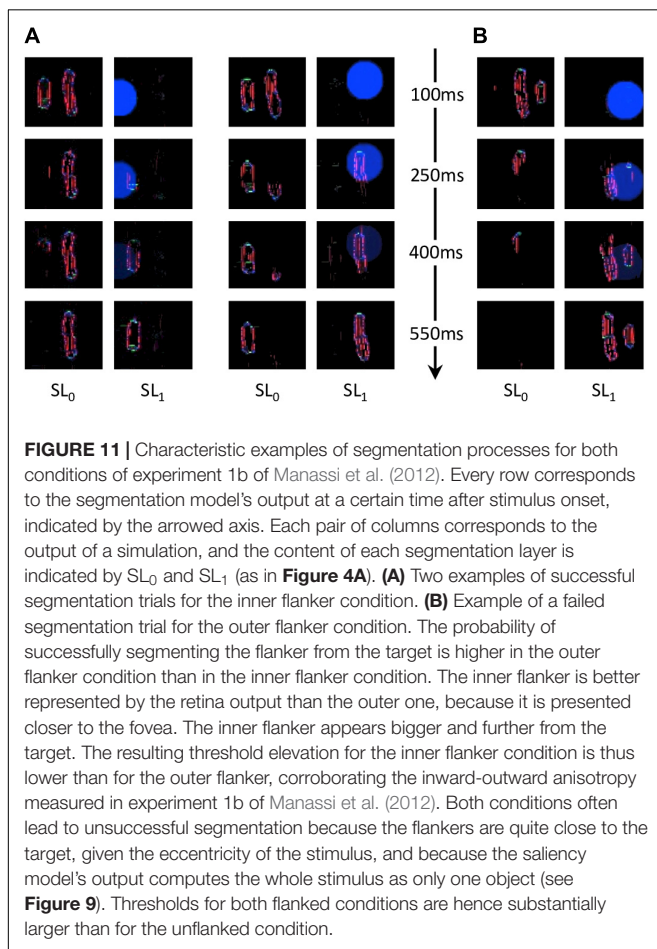 A
B
100ms
250ms
400ms
550ms
SL₀ SL₁ SL₀ SL₁ SL₀ SL₁
FIGURE 11 | Characteristic examples of segmentation processes for both
conditions of experiment 1b of Manassi et al. (2012). Every row corresponds
to the segmentation model's output at a certain time after stimulus onset,
indicated by the arrowed axis. Each pair of columns corresponds to the
output of a simulation, and the content of each segmentation layer is
indicated by SL₀ and SL₁ (as in Figure 4A). (A) Two examples of successful
segmentation trials for the inner flanker condition. (B) Example of a failed
segmentation trial for the outer flanker condition. The probability of
successfully segmenting the flanker from the target is higher in the outer
flanker condition than in the inner flanker condition. The inner flanker is better
represented by the retina output than the outer one, because it is presented
closer to the fovea. The inner flanker appears bigger and further from the
target. The resulting threshold elevation for the inner flanker condition is thus
lower than for the outer flanker, corroborating the inward-outward anisotropy
measured in experiment 1b of Manassi et al. (2012). Both conditions often
lead to unsuccessful segmentation because the flankers are quite close to the
target, given the eccentricity of the stimulus, and because the saliency
model's output computes the whole stimulus as only one object (see
Figure 9). Thresholds for both flanked conditions are hence substantially
larger than for the unflanked condition.